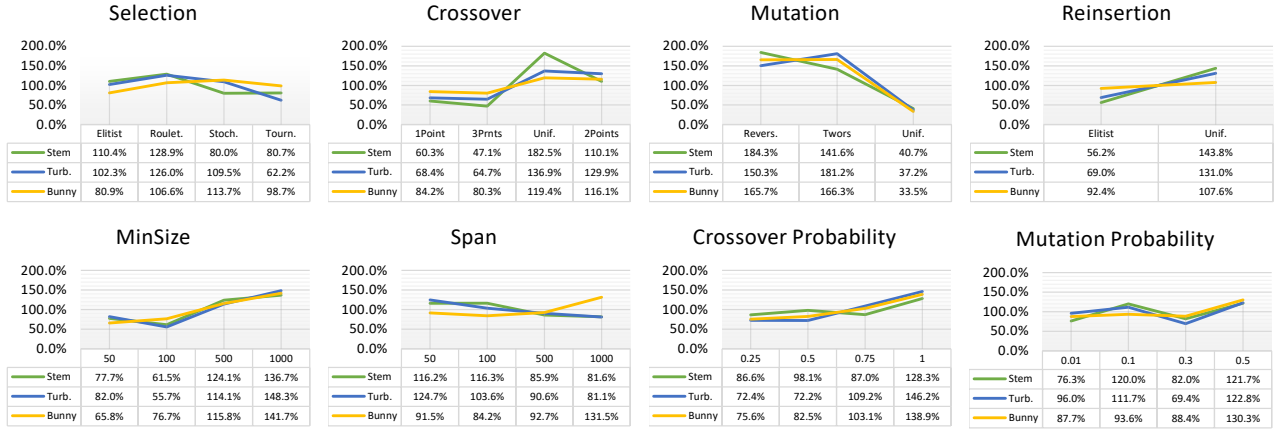 Selection
200.0%
150.0%
100.0%
50.0%
0.0%
Elitist Roulet. Stoch. Tourn.
Stem 110.4% 128.9% 80.0% 80.7%
Turb. 102.3% 126.0% 109.5% 62.2%
Bunny 80.9% 106.6% 113.7% 98.7%
Crossover
200.0%
150.0%
100.0%
50.0%
0.0%
1Point 3Prnts Unif. 2Points
Stem 60.3% 47.1% 182.5% 110.1%
Turb. 68.4% 64.7% 136.9% 129.9%
Bunny 84.2% 80.3% 119.4% 116.1%
Mutation
200.0%
150.0%
100.0%
50.0%
0.0%
Revers. Twors Unif.
Stem 184.3% 141.6% 40.7%
Turb. 150.3% 181.2% 37.2%
Bunny 165.7% 166.3% 33.5%
Reinsertion
200.0%
150.0%
100.0%
50.0%
0.0%
Elitist Unif.
Stem 56.2% 143.8%
Turb. 69.0% 131.0%
Bunny 92.4% 107.6%
MinSize
200.0%
150.0%
100.0%
50.0%
0.0%
50 100 500 1000
Stem 77.7% 61.5% 124.1% 136.7%
Turb. 82.0% 55.7% 114.1% 148.3%
Bunny 65.8% 76.7% 115.8% 141.7%
Span
200.0%
150.0%
100.0%
50.0%
0.0%
50 100 500 1000
Stem 116.2% 116.3% 85.9% 81.6%
Turb. 124.7% 103.6% 90.6% 81.1%
Bunny 91.5% 84.2% 92.7% 131.5%
Crossover Probability
200.0%
150.0%
100.0%
50.0%
0.0%
0.25 0.5 0.75 1
Stem 86.6% 98.1% 87.0% 128.3%
Turb. 72.4% 72.2% 109.2% 146.2%
Bunny 75.6% 82.5% 103.1% 138.9%
Mutation Probability
200.0%
150.0%
100.0%
50.0%
0.0%
0.01 0.1 0.3 0.5
Stem 76.3% 120.0% 82.0% 121.7%
Turb. 96.0% 111.7% 69.4% 122.8%
Bunny 87.7% 93.6% 88.4% 130.3%